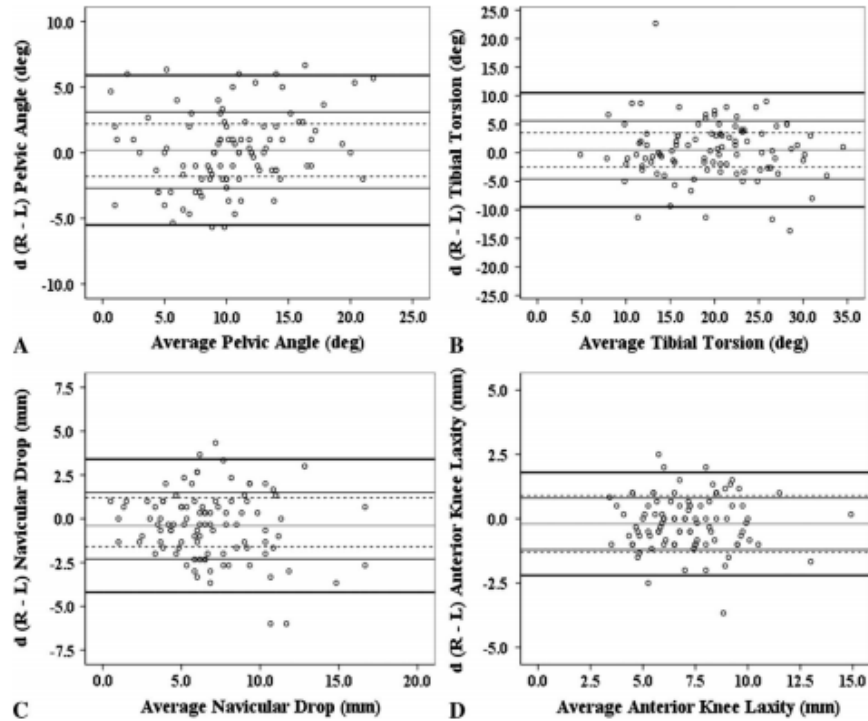 10.0
5.0
0.0
-5.0
-10.0
d (R - L) Pelvic Angle (deg)
0.0 5.0 10.0 15.0 20.0 25.0
A Average Pelvic Angle (deg)
25.0
20.0
15.0
10.0
5.0
0.0
-5.0
-10.0
-15.0
-20.0
-25.0
d (R - L) Tibial Torsion (deg)
0.0 5.0 10.0 15.0 20.0 25.0 30.0 35.0
B Average Tibial Torsion (deg)
7.5
5.0
2.5
0.0
-2.5
-5.0
-7.5
d (R - L) Navicular Drop (mm)
0.0 5.0 10.0 15.0 20.0
C Average Navicular Drop (mm)
5.0
2.5
0.0
-2.5
-5.0
d (R - L) Anterior Knee Laxity (mm)
0.0 2.5 5.0 7.5 10.0 12.5 15.0
D Average Anterior Knee Laxity (mm)